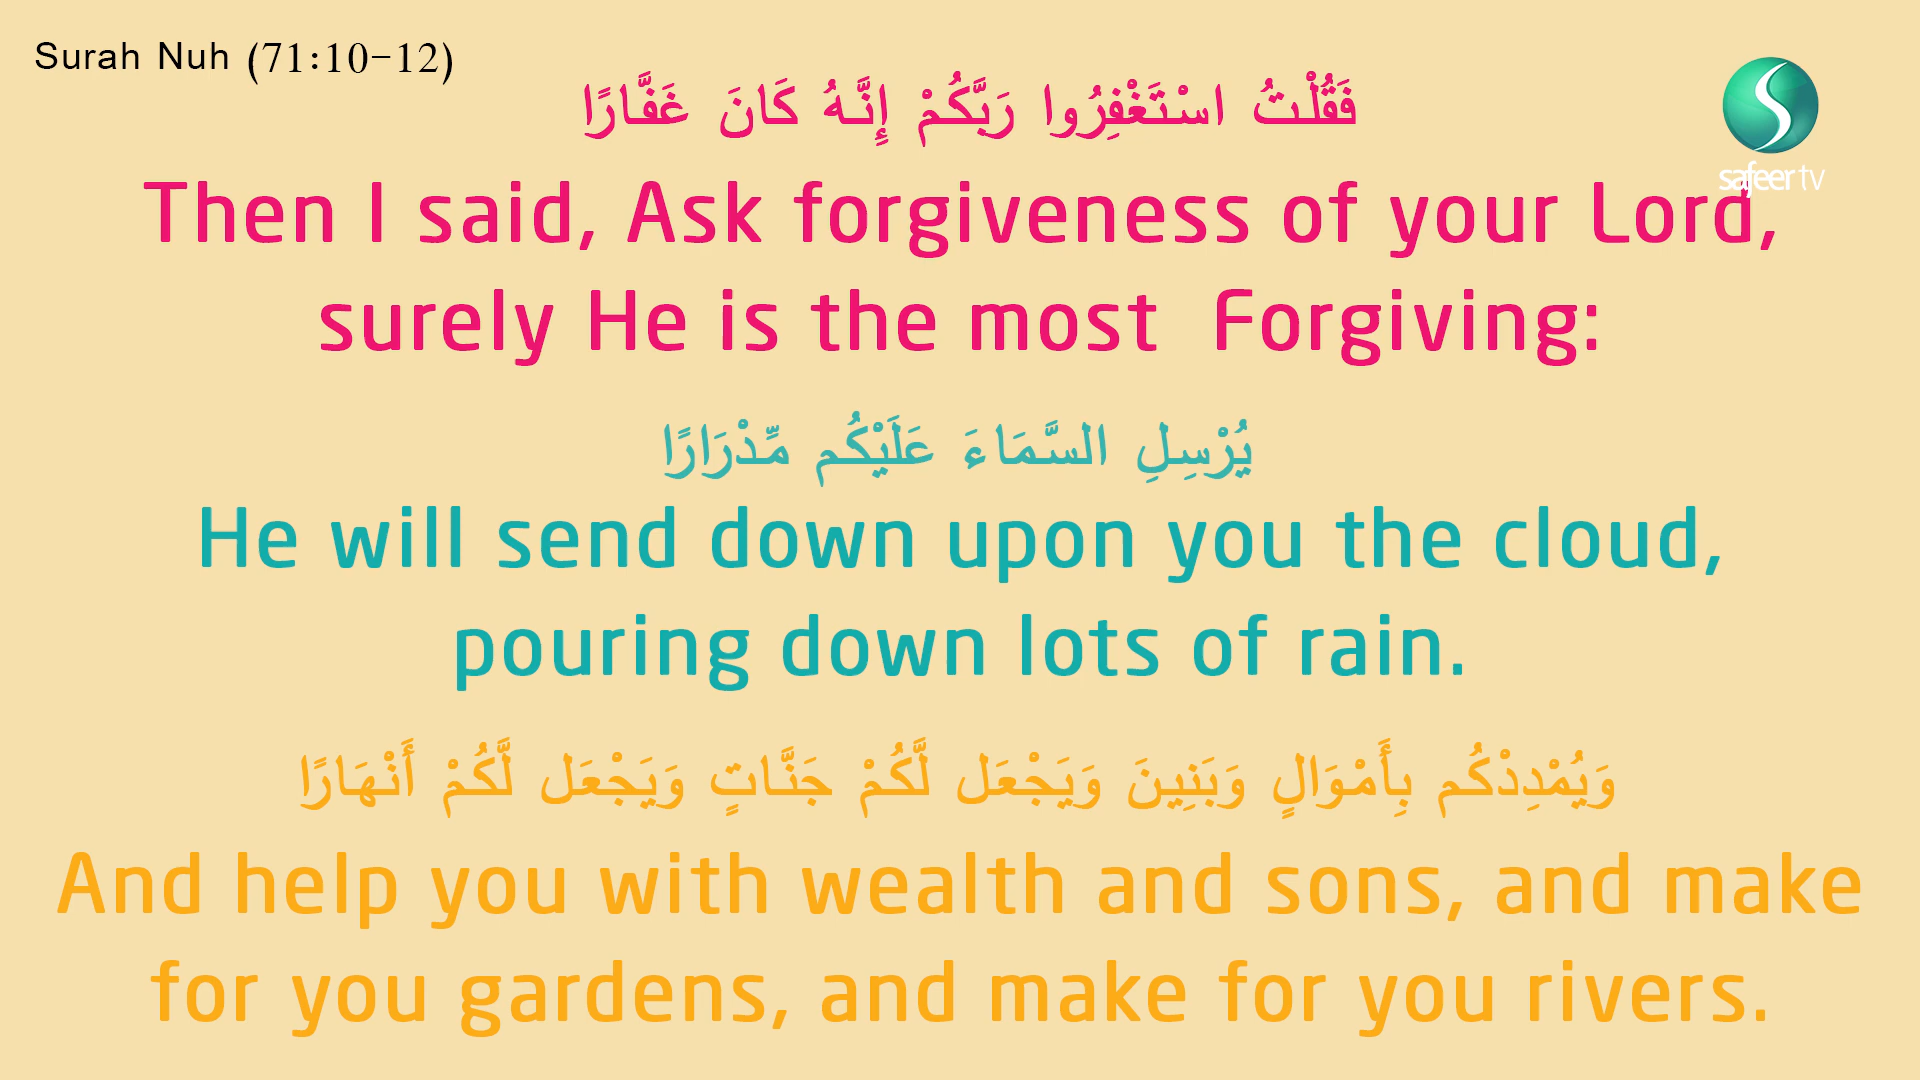 Surah Nuh (71:10-12)
safeer tv
فَقُلْتُ اسْتَغْفِرُوا رَبَّكُمْ إِنَّهُ كَانَ غَفَّارًا
Then I said, Ask forgiveness of your Lord,
surely He is the most  Forgiving:
يُرْسِلِ السَّمَاءَ عَلَيْكُم مِّدْرَارًا
He will send down upon you the cloud,
pouring down lots of rain.
وَيُمْدِدْكُم بِأَمْوَالٍ وَبَنِينَ وَيَجْعَل لَّكُمْ جَنَّاتٍ وَيَجْعَل لَّكُمْ أَنْهَارًا
And help you with wealth and sons, and make
for you gardens, and make for you rivers.